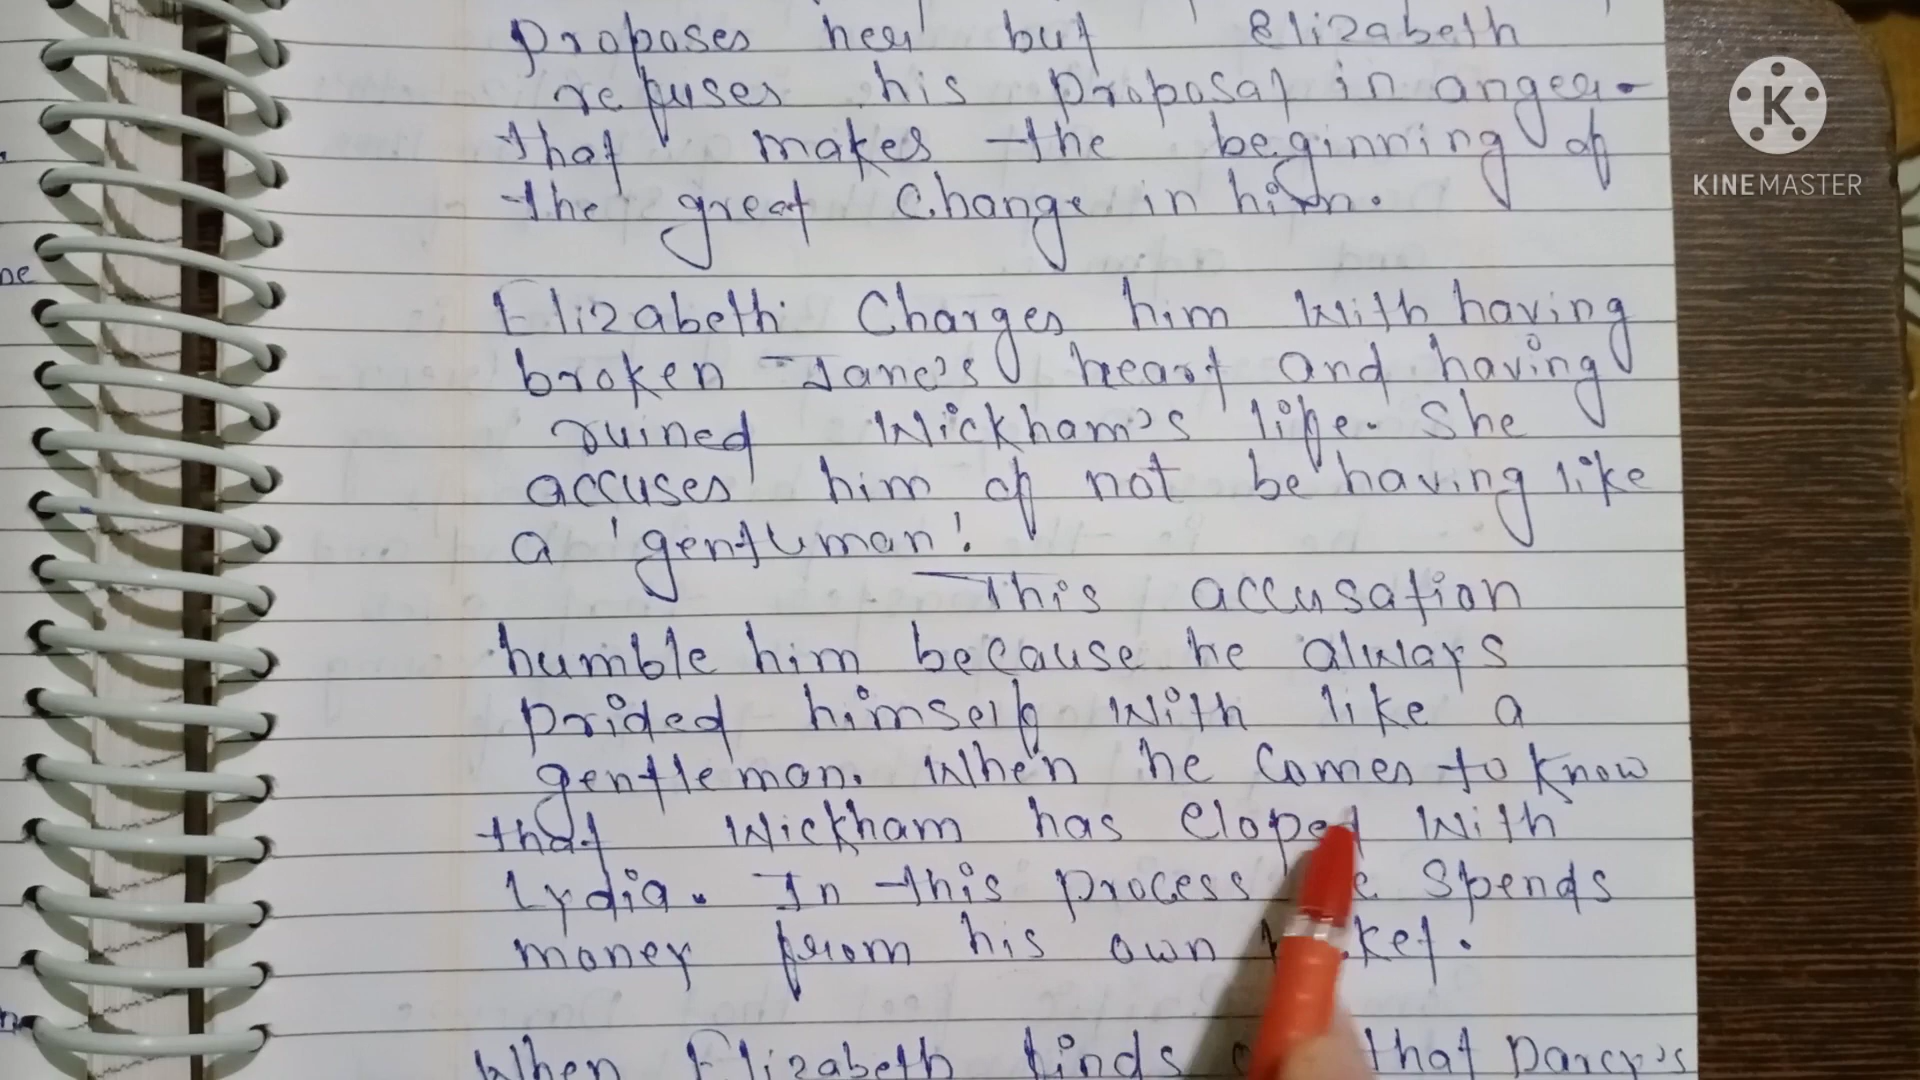 proposes her but Elizabeth
refuses his proposal in anger.
that makes the beginning of
the great change in him.
Elizabeth charges him with having
broken Jane's heart and having
ruined Wickham's life. She
accuses him of not behaving like
a 'gentleman'.
This accusation
humble him because he always
prided himself with like a
gentleman. When he comes to know
that Wickham has eloped with
Lydia. In this process spends
money from his own
When Elizabeth finds that Darcy's
KINEMASTER